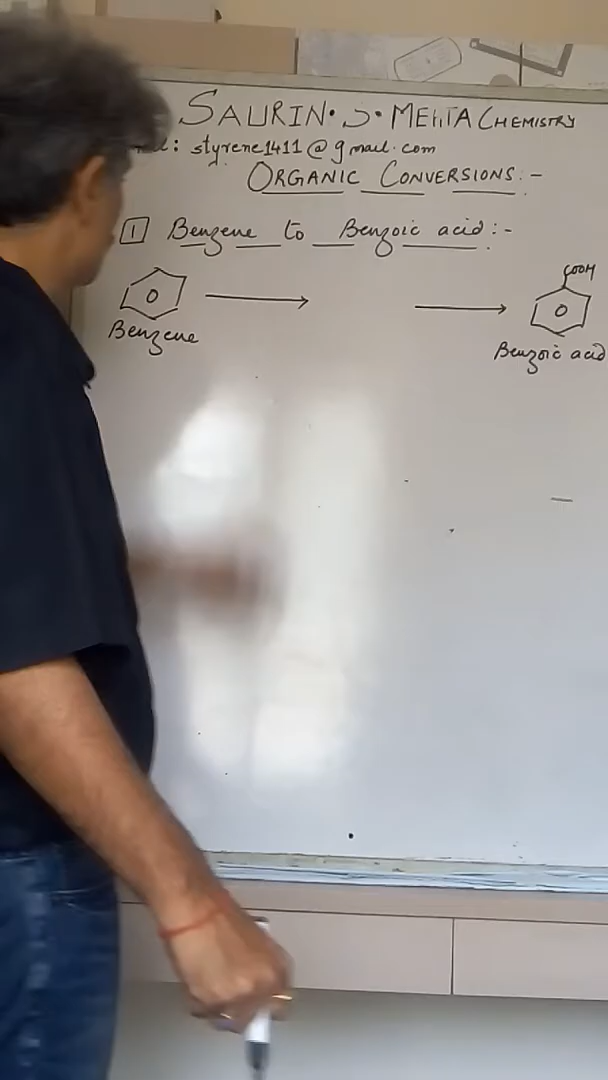 SAURIN. S. MEHTA CHEMISTRY
: styrene1411@gmail.com
ORGANIC CONVERSIONS:-
1 Benzene to Benzoic acid:-
COOH
Benzene
Benzoic acid